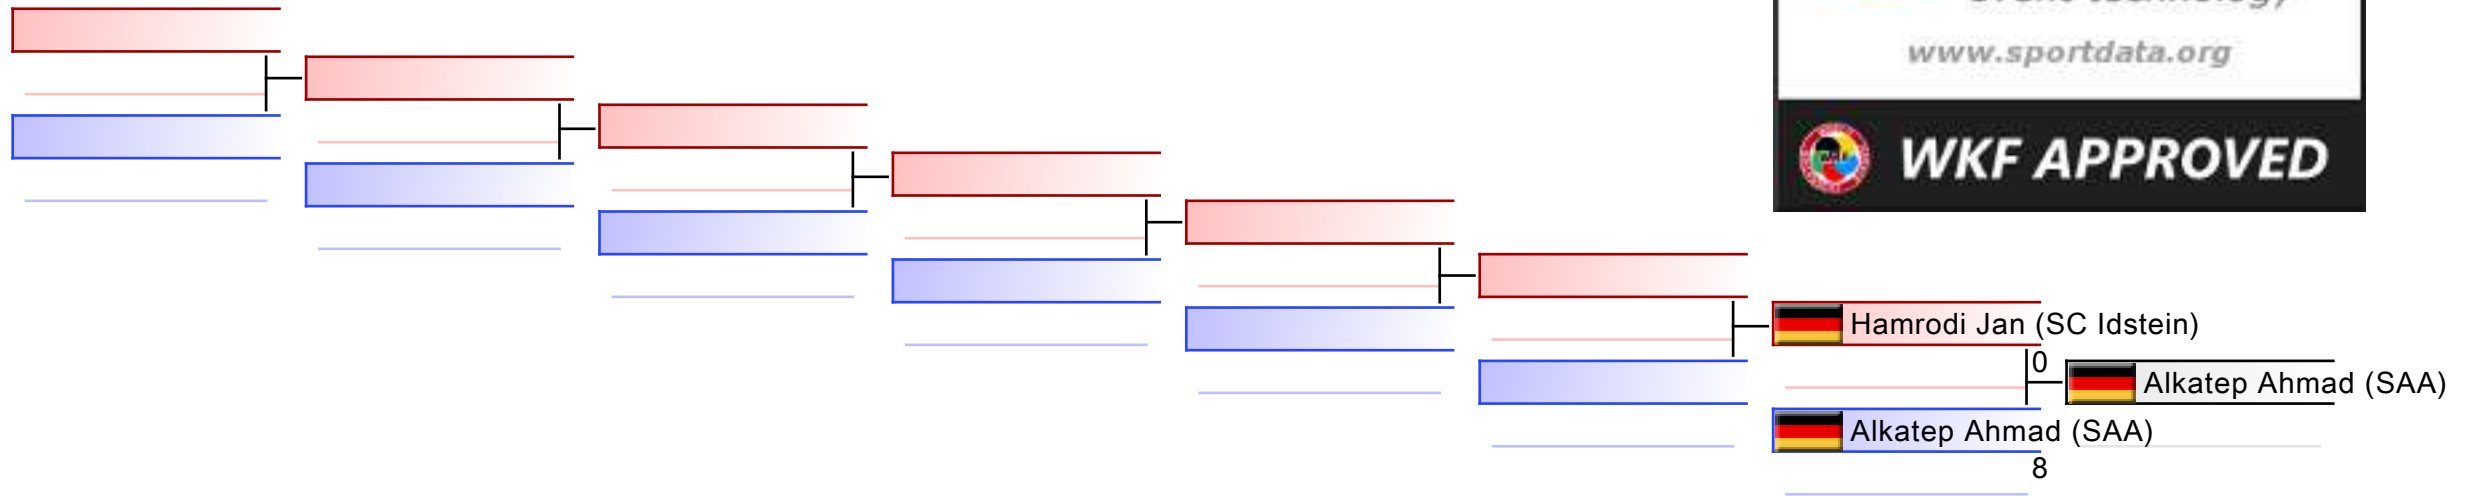 www.sportdata.org
WKF APPROVED
Hamrodi Jan (SC Idstein)
0
Alkatep Ahmad (SAA)
Alkatep Ahmad (SAA)
8